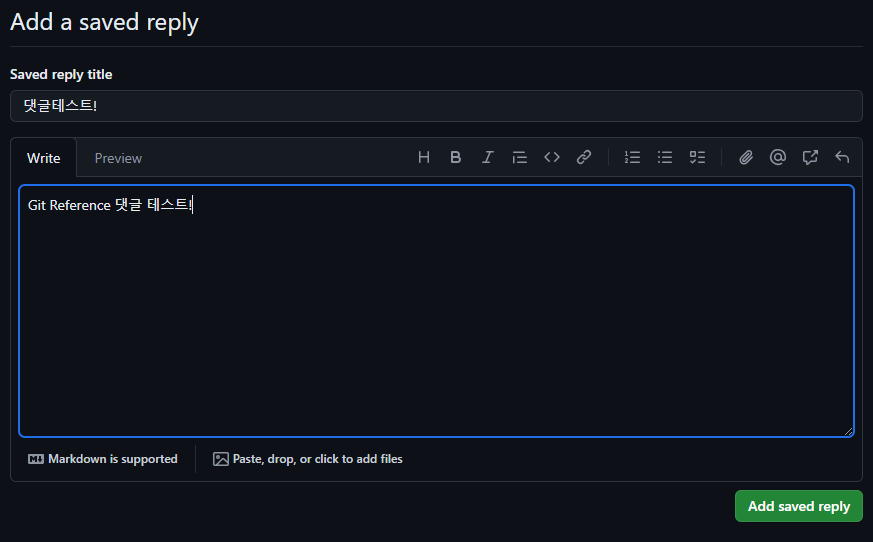 Add a saved reply
Saved reply title
댓글테스트!
Write Preview
Git Reference 댓글 테스트!
Markdown is supported Paste, drop, or click to add files
Add saved reply